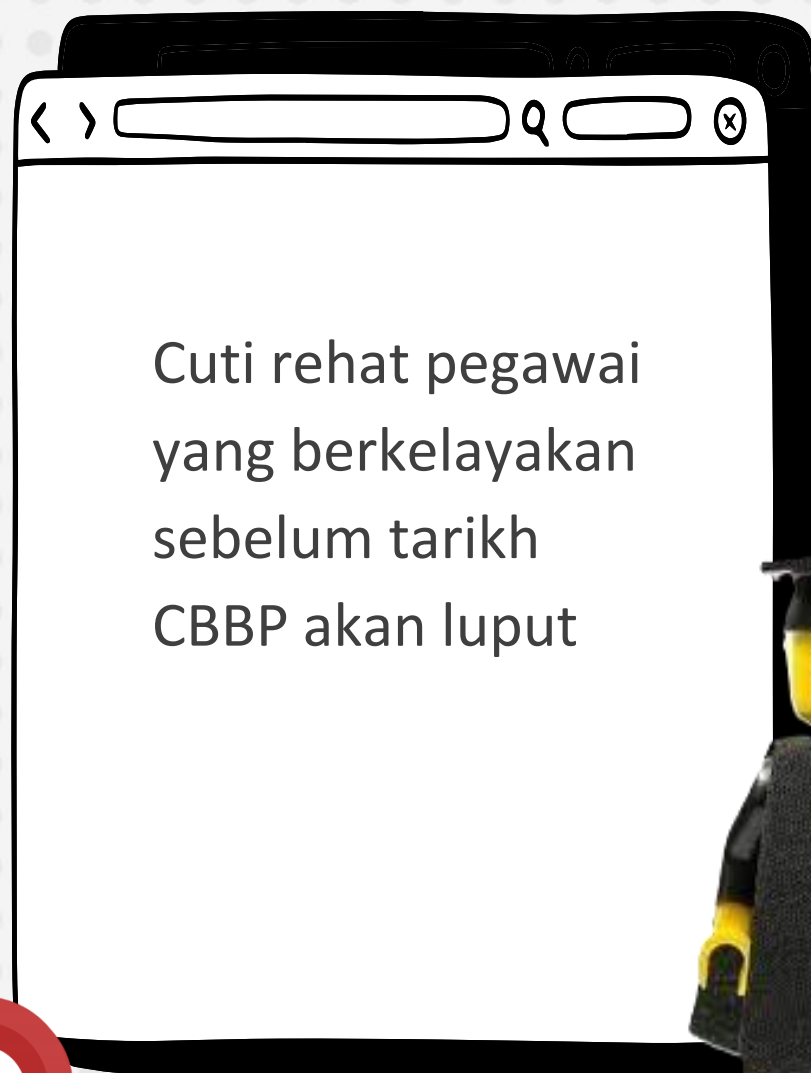 Cuti rehat pegawai
yang berkelayakan
sebelum tarikh
CBBP akan luput